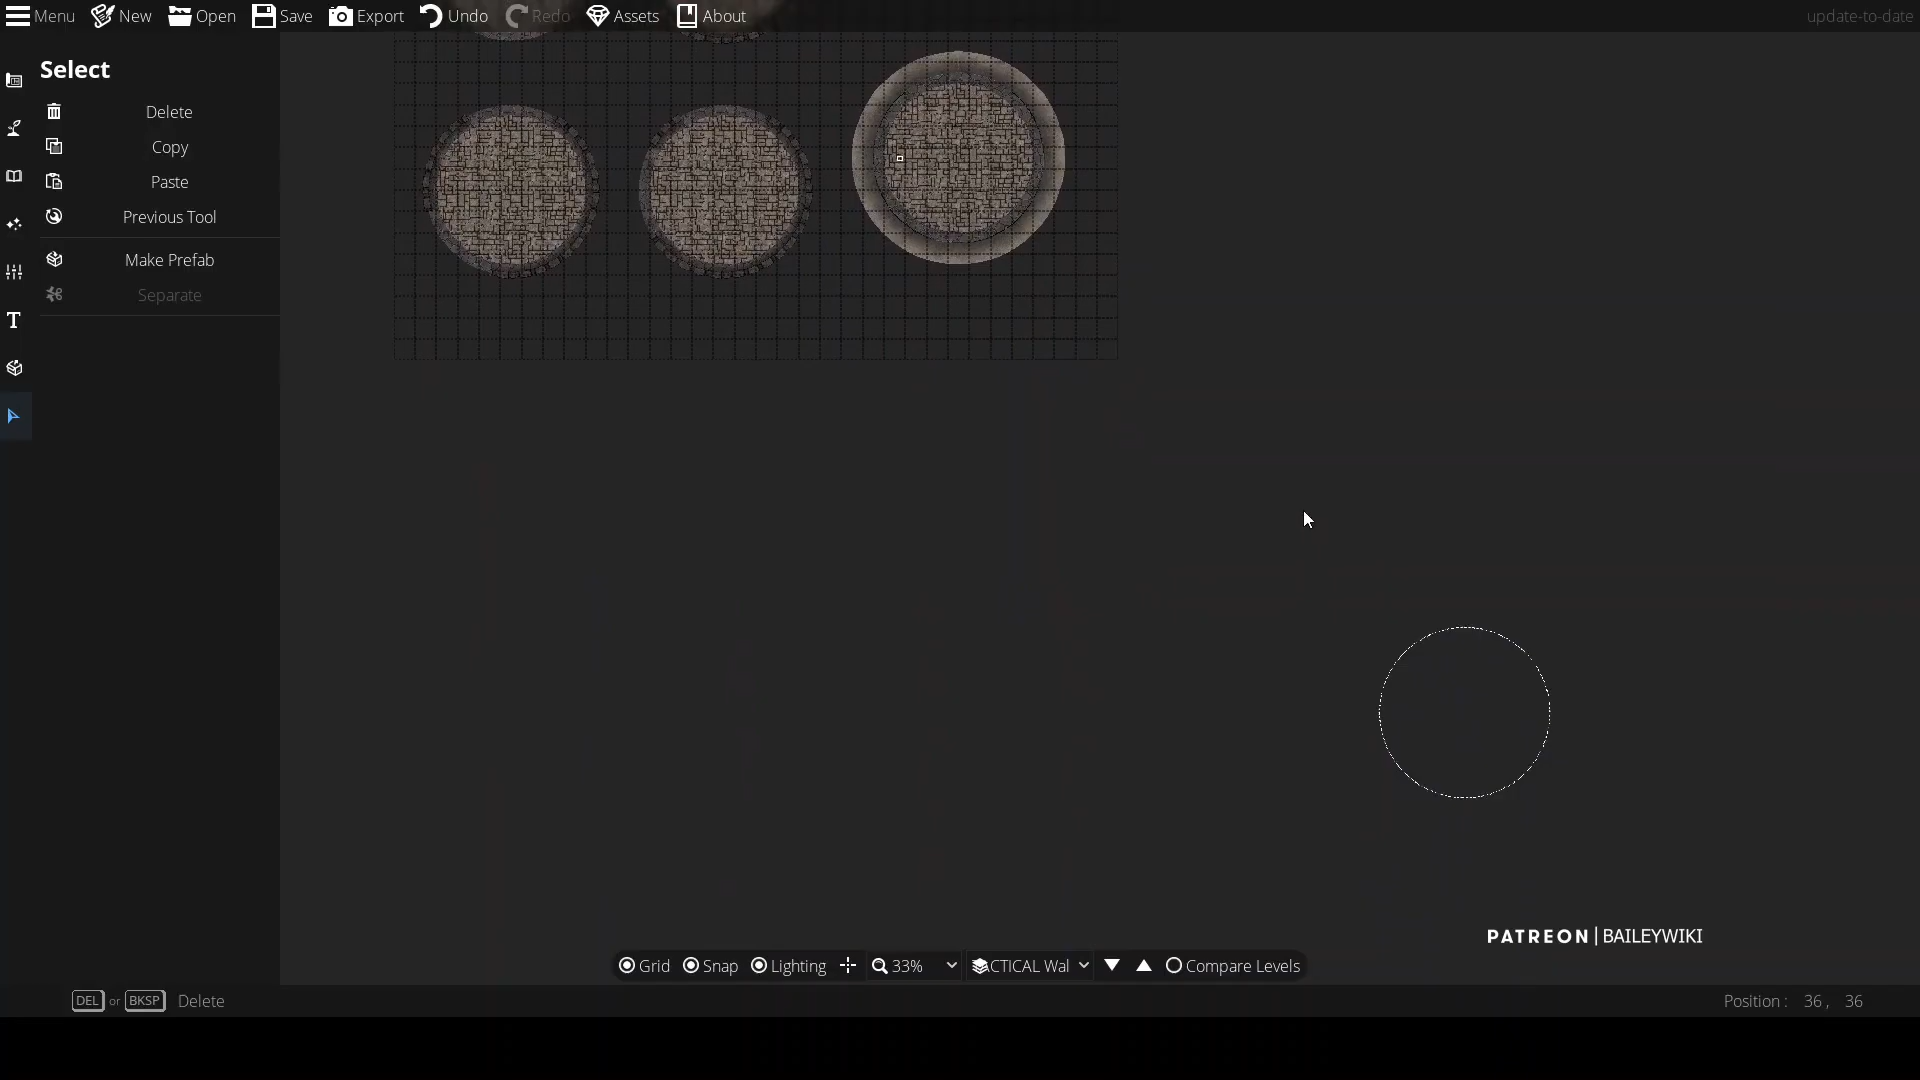 Menu New Open Save Export Undo Redo Assets About update-to-date
Select
Delete
Copy
Paste
Previous Tool
Make Prefab
Separate
T
PATREON | BAILEYWIKI
Grid Snap Lighting 33% ACTICAL Wal Compare Levels
DEL or BKSP Delete Position : 36 , 36